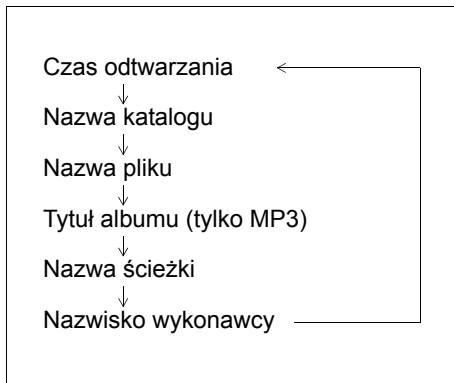 Czas odtwarzania
Nazwa katalogu
Nazwa pliku
Tytuł albumu (tylko MP3)
Nazwa ścieżki
Nazwisko wykonawcy